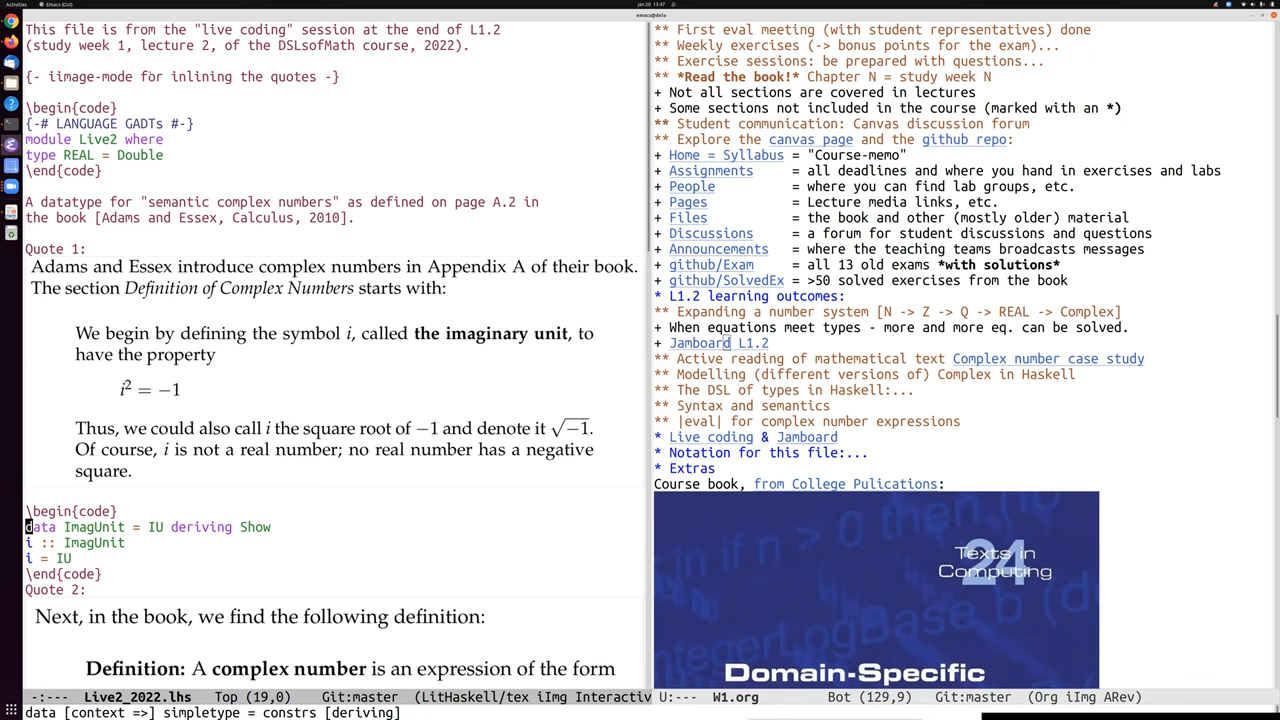 Activities
Emacs (GUI)
Jan 20 13:47
emacs@dela
This file is from the "live coding" session at the end of L1.2
(study week 1, lecture 2, of the DSLsofMath course, 2022).
{- iimage-mode for inlining the quotes -}
\begin{code}
{-# LANGUAGE GADTs #-}
module Live2 where
type REAL = Double
\end{code}
A datatype for "semantic complex numbers" as defined on page A.2 in
the book [Adams and Essex, Calculus, 2010].
Quote 1:
Adams and Essex introduce complex numbers in Appendix A of their book.
The section Definition of Complex Numbers starts with:
We begin by defining the symbol i, called the imaginary unit, to
have the property
i² = −1
Thus, we could also call i the square root of −1 and denote it √−1.
Of course, i is not a real number; no real number has a negative
square.
\begin{code}
data ImagUnit = IU deriving Show
i :: ImagUnit
i = IU
\end{code}
Quote 2:
Next, in the book, we find the following definition:
Definition: A complex number is an expression of the form
-:--- Live2_2022.lhs Top (19,0) Git:master (LitHaskell/tex iImg Interactiv
data [context =>] simpletype = constrs [deriving]
** First eval meeting (with student representatives) done
** Weekly exercises (-> bonus points for the exam)...
** Exercise sessions: be prepared with questions...
** *Read the book!* Chapter N = study week N
+ Not all sections are covered in lectures
+ Some sections not included in the course (marked with an *)
** Student communication: Canvas discussion forum
** Explore the canvas page and the github repo:
+ Home = Syllabus = "Course-memo"
+ Assignments = all deadlines and where you hand in exercises and labs
+ People = where you can find lab groups, etc.
+ Pages = Lecture media links, etc.
+ Files = the book and other (mostly older) material
+ Discussions = a forum for student discussions and questions
+ Announcements = where the teaching teams broadcasts messages
+ github/Exam = all 13 old exams *with solutions*
+ github/SolvedEx = >50 solved exercises from the book
* L1.2 learning outcomes:
** Expanding a number system [N -> Z -> Q -> REAL -> Complex]
+ When equations meet types - more and more eq. can be solved.
+ Jamboard L1.2
** Active reading of mathematical text Complex number case study
** Modelling (different versions of) Complex in Haskell
** The DSL of types in Haskell:...
** Syntax and semantics
** |eval| for complex number expressions
* Live coding & Jamboard
* Notation for this file:...
* Extras
Course book, from College Pulications:
24
Texts in
Computing
Domain-Specific
U:--- W1.org Bot (129,9) Git:master (Org iImg ARev)